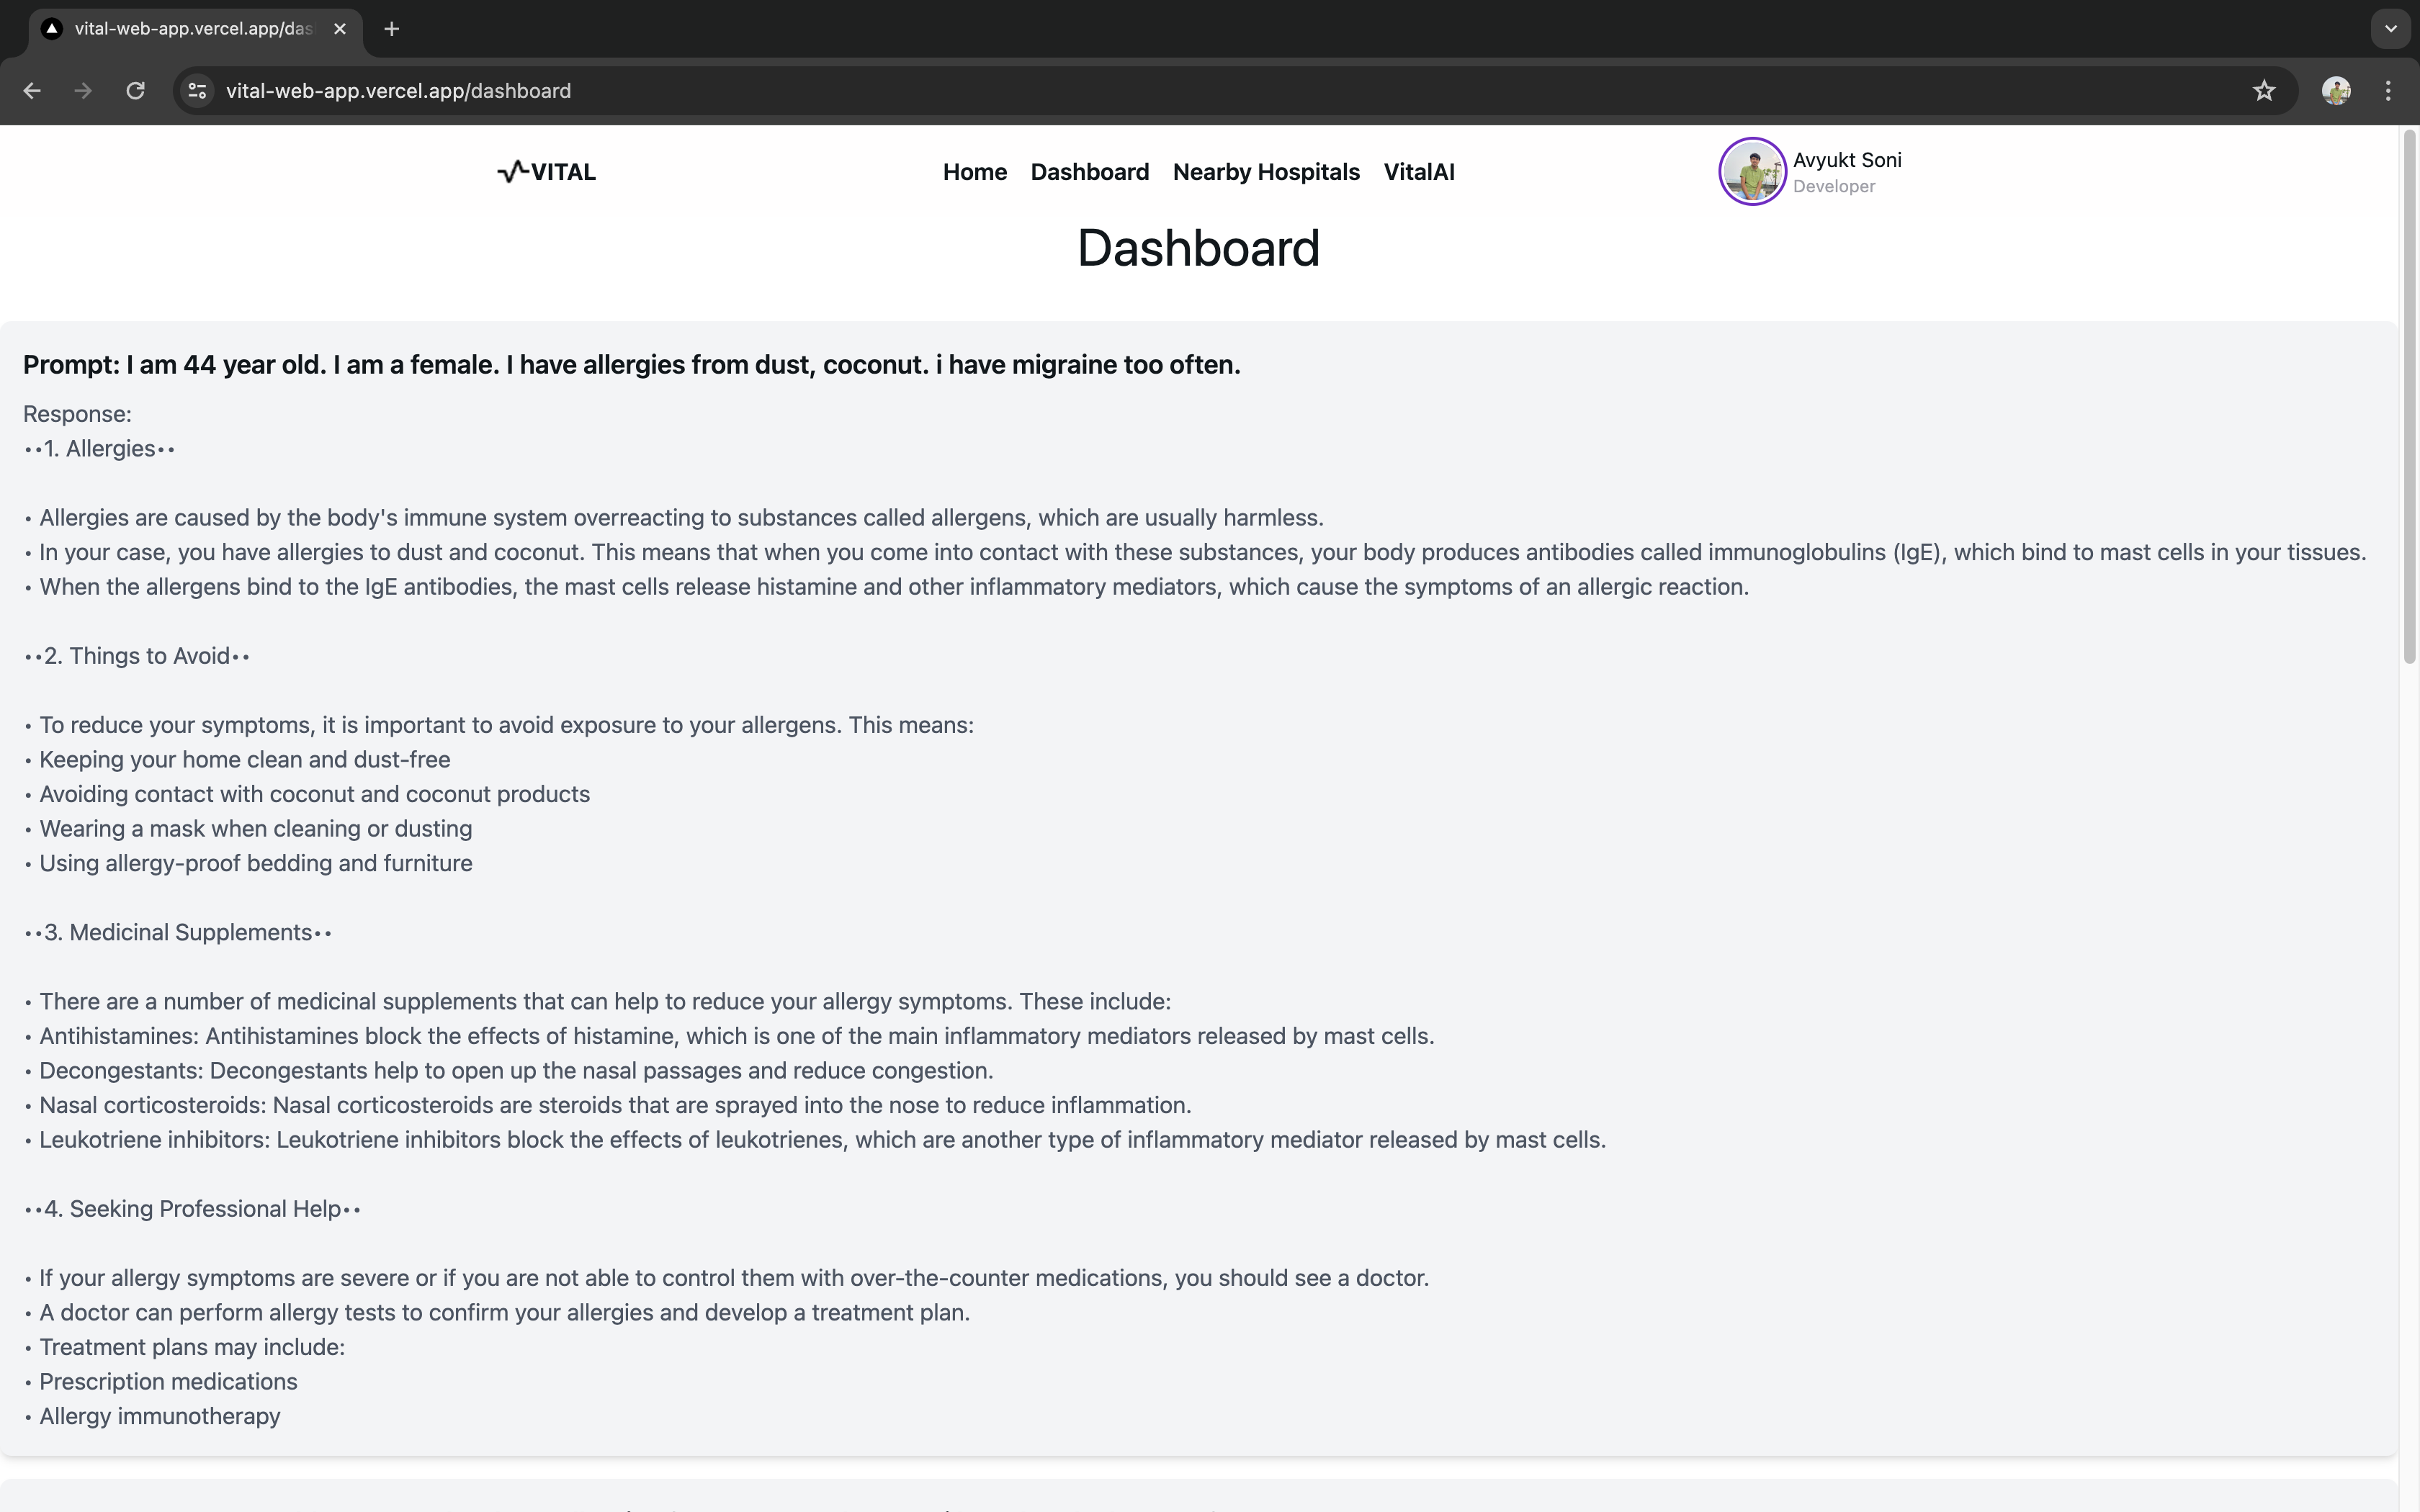 vital-web-app.vercel.app/das
vital-web-app.vercel.app/dashboard
VITAL
Home Dashboard Nearby Hospitals VitalAI
Avyukt Soni
Developer
Dashboard
Prompt: I am 44 year old. I am a female. I have allergies from dust, coconut. i have migraine too often.
Response:
••1. Allergies••
• Allergies are caused by the body's immune system overreacting to substances called allergens, which are usually harmless.
• In your case, you have allergies to dust and coconut. This means that when you come into contact with these substances, your body produces antibodies called immunoglobulins (IgE), which bind to mast cells in your tissues.
• When the allergens bind to the IgE antibodies, the mast cells release histamine and other inflammatory mediators, which cause the symptoms of an allergic reaction.
••2. Things to Avoid••
• To reduce your symptoms, it is important to avoid exposure to your allergens. This means:
• Keeping your home clean and dust-free
• Avoiding contact with coconut and coconut products
• Wearing a mask when cleaning or dusting
• Using allergy-proof bedding and furniture
••3. Medicinal Supplements••
• There are a number of medicinal supplements that can help to reduce your allergy symptoms. These include:
• Antihistamines: Antihistamines block the effects of histamine, which is one of the main inflammatory mediators released by mast cells.
• Decongestants: Decongestants help to open up the nasal passages and reduce congestion.
• Nasal corticosteroids: Nasal corticosteroids are steroids that are sprayed into the nose to reduce inflammation.
• Leukotriene inhibitors: Leukotriene inhibitors block the effects of leukotrienes, which are another type of inflammatory mediator released by mast cells.
••4. Seeking Professional Help••
• If your allergy symptoms are severe or if you are not able to control them with over-the-counter medications, you should see a doctor.
• A doctor can perform allergy tests to confirm your allergies and develop a treatment plan.
• Treatment plans may include:
• Prescription medications
• Allergy immunotherapy